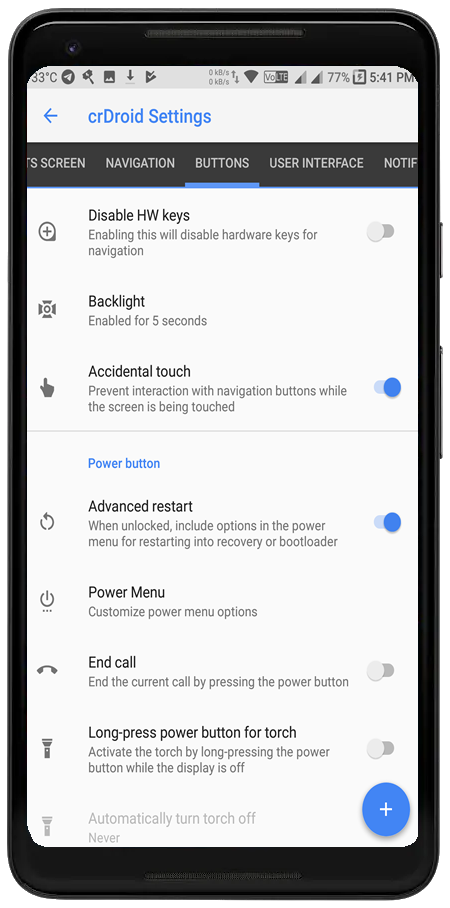 33°C 0 kB/s 0 kB/s VoLTE 77% 5:41 PM
crDroid Settings
TS SCREEN NAVIGATION BUTTONS USER INTERFACE NOTIF
Disable HW keys
Enabling this will disable hardware keys for
navigation
Backlight
Enabled for 5 seconds
Accidental touch
Prevent interaction with navigation buttons while
the screen is being touched
Power button
Advanced restart
When unlocked, include options in the power
menu for restarting into recovery or bootloader
Power Menu
Customize power menu options
End call
End the current call by pressing the power button
Long-press power button for torch
Activate the torch by long-pressing the power
button while the display is off
Automatically turn torch off
Never